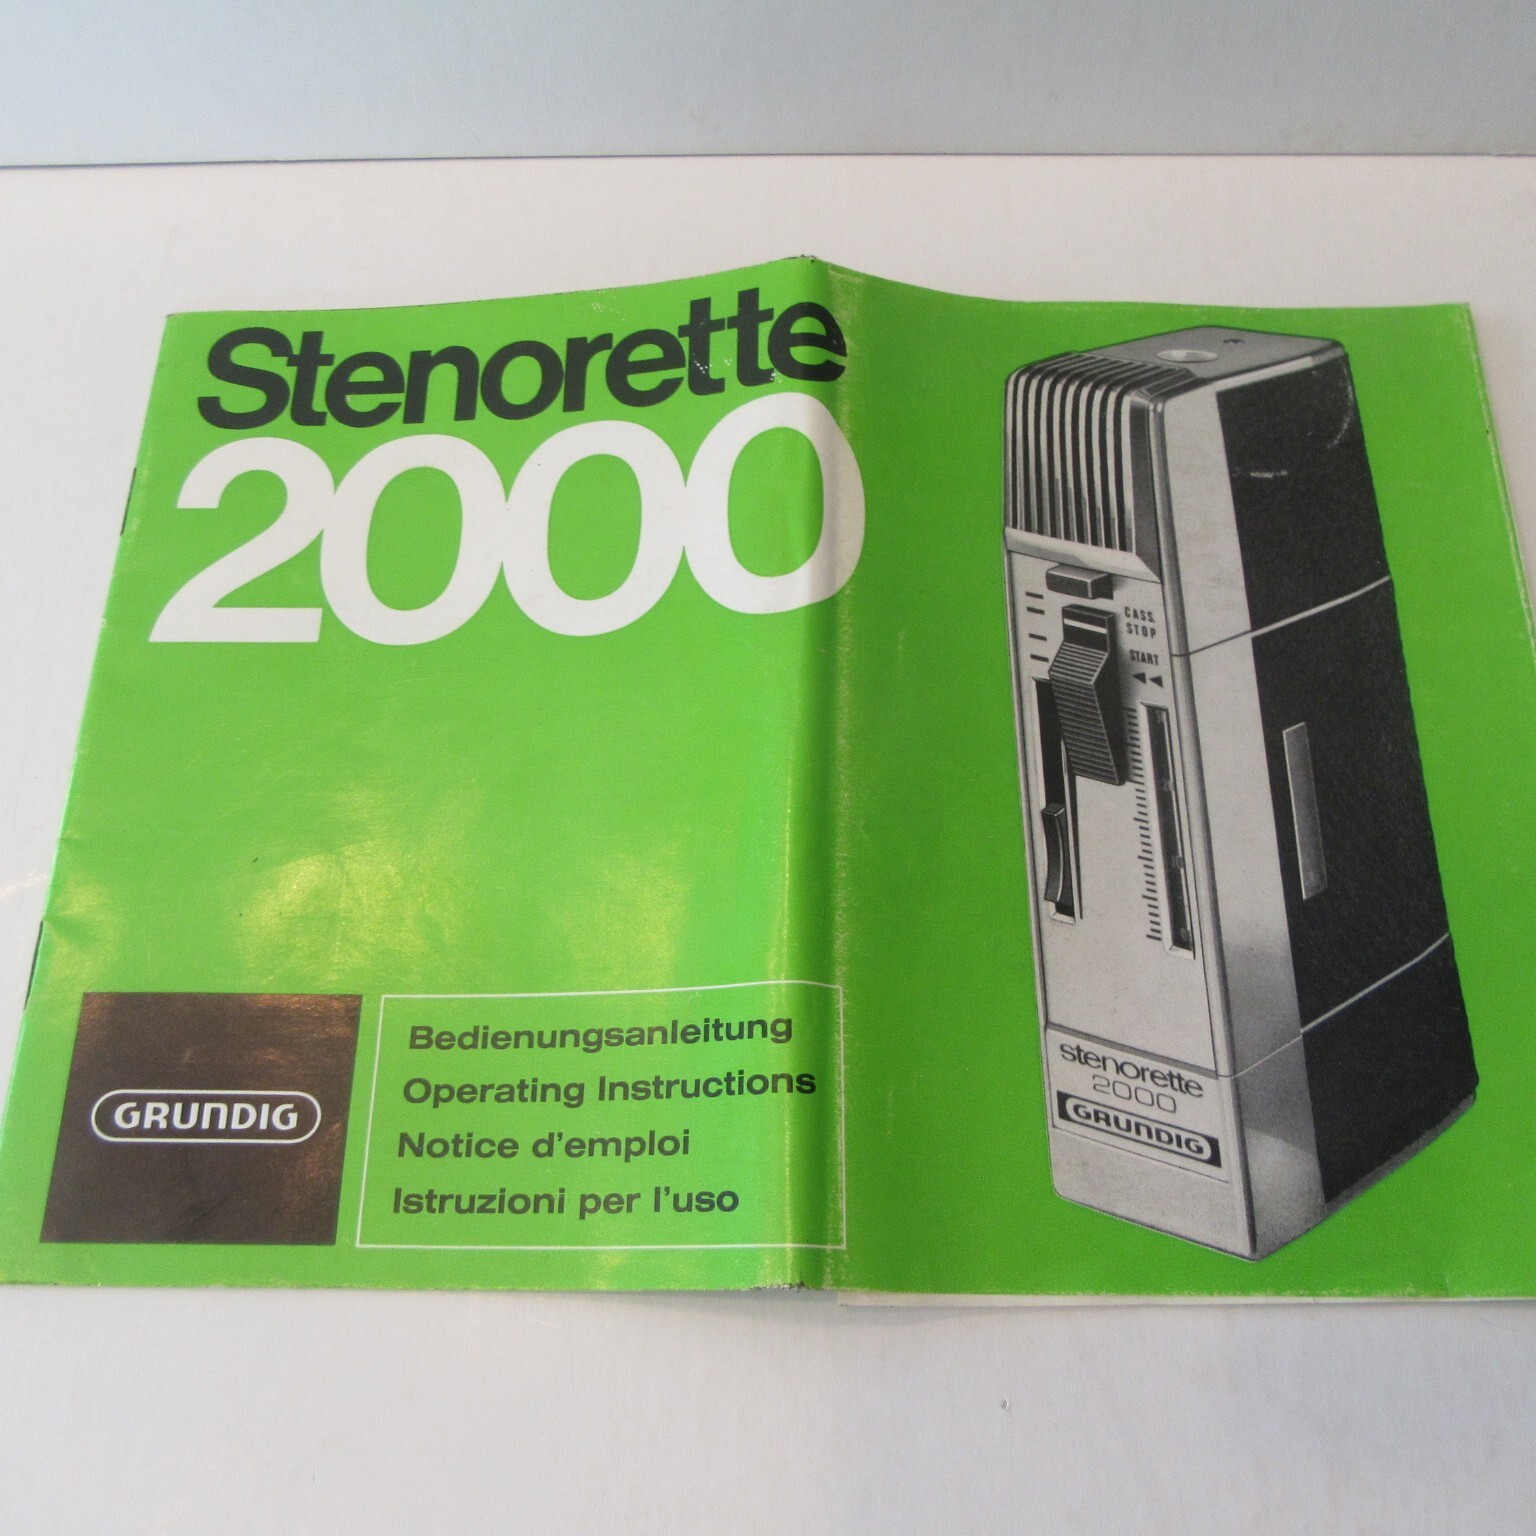 Stenorette
2000
GRUNDIG
Bedienungsanleitung
Operating Instructions
Notice d'emploi
Istruzioni per l'uso
CASS.
STOP
START
stenorette
2000
GRUNDIG